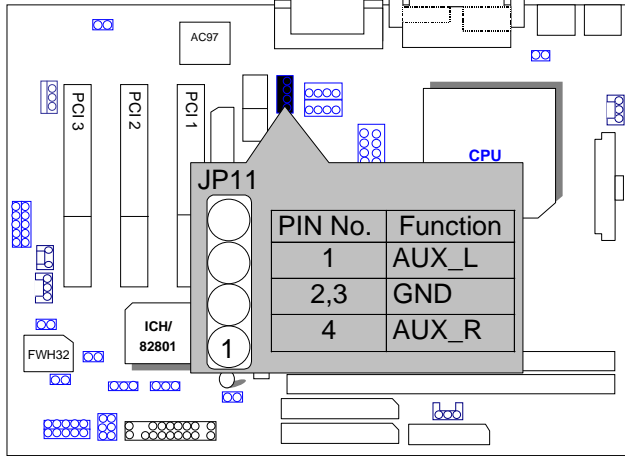 AC97
PCI 3
PCI 2
PCI 1
CPU
JP11
PIN No. Function
1 AUX_L
2,3 GND
4 AUX_R
1
ICH/
82801
FWH32